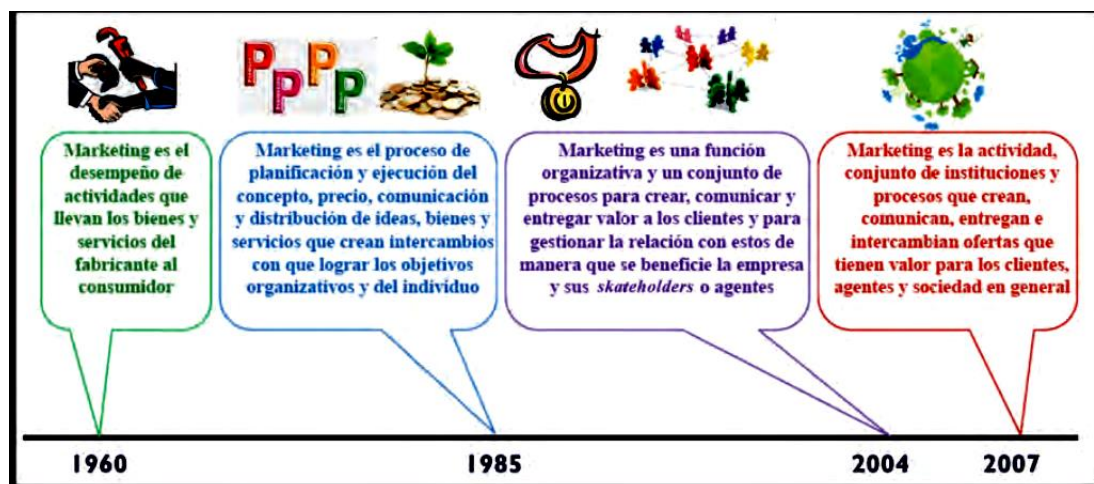 P P P P
Marketing es el
desempeño de
actividades que
llevan los bienes y
servicios del
fabricante al
consumidor
Marketing es el proceso de
planificación y ejecución del
concepto, precio, comunicación
y distribución de ideas, bienes y
servicios que crean intercambios
con que lograr los objetivos
organizativos y del individuo
Marketing es una función
organizativa y un conjunto de
procesos para crear, comunicar y
entregar valor a los clientes y para
gestionar la relación con estos de
manera que se beneficie la empresa
y sus skateholders o agentes
Marketing es la actividad,
conjunto de instituciones y
procesos que crean,
comunican, entregan e
intercambian ofertas que
tienen valor para los clientes,
agentes y sociedad en general
1960
1985
2004
2007